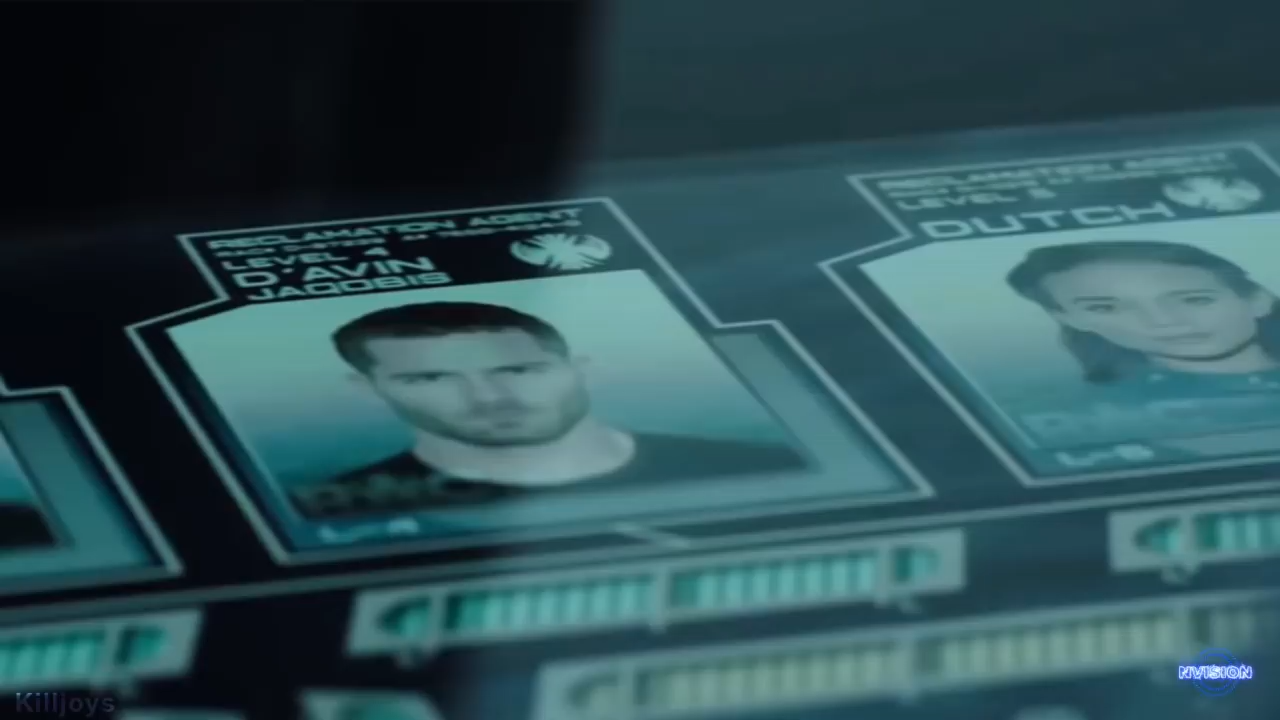 RECLAMATION AGENT
LEVEL 4
D'AVIN
JAQOBIS
RECLAMATION AGENT
LEVEL 5
DUTCH
Killjoys
NVISION